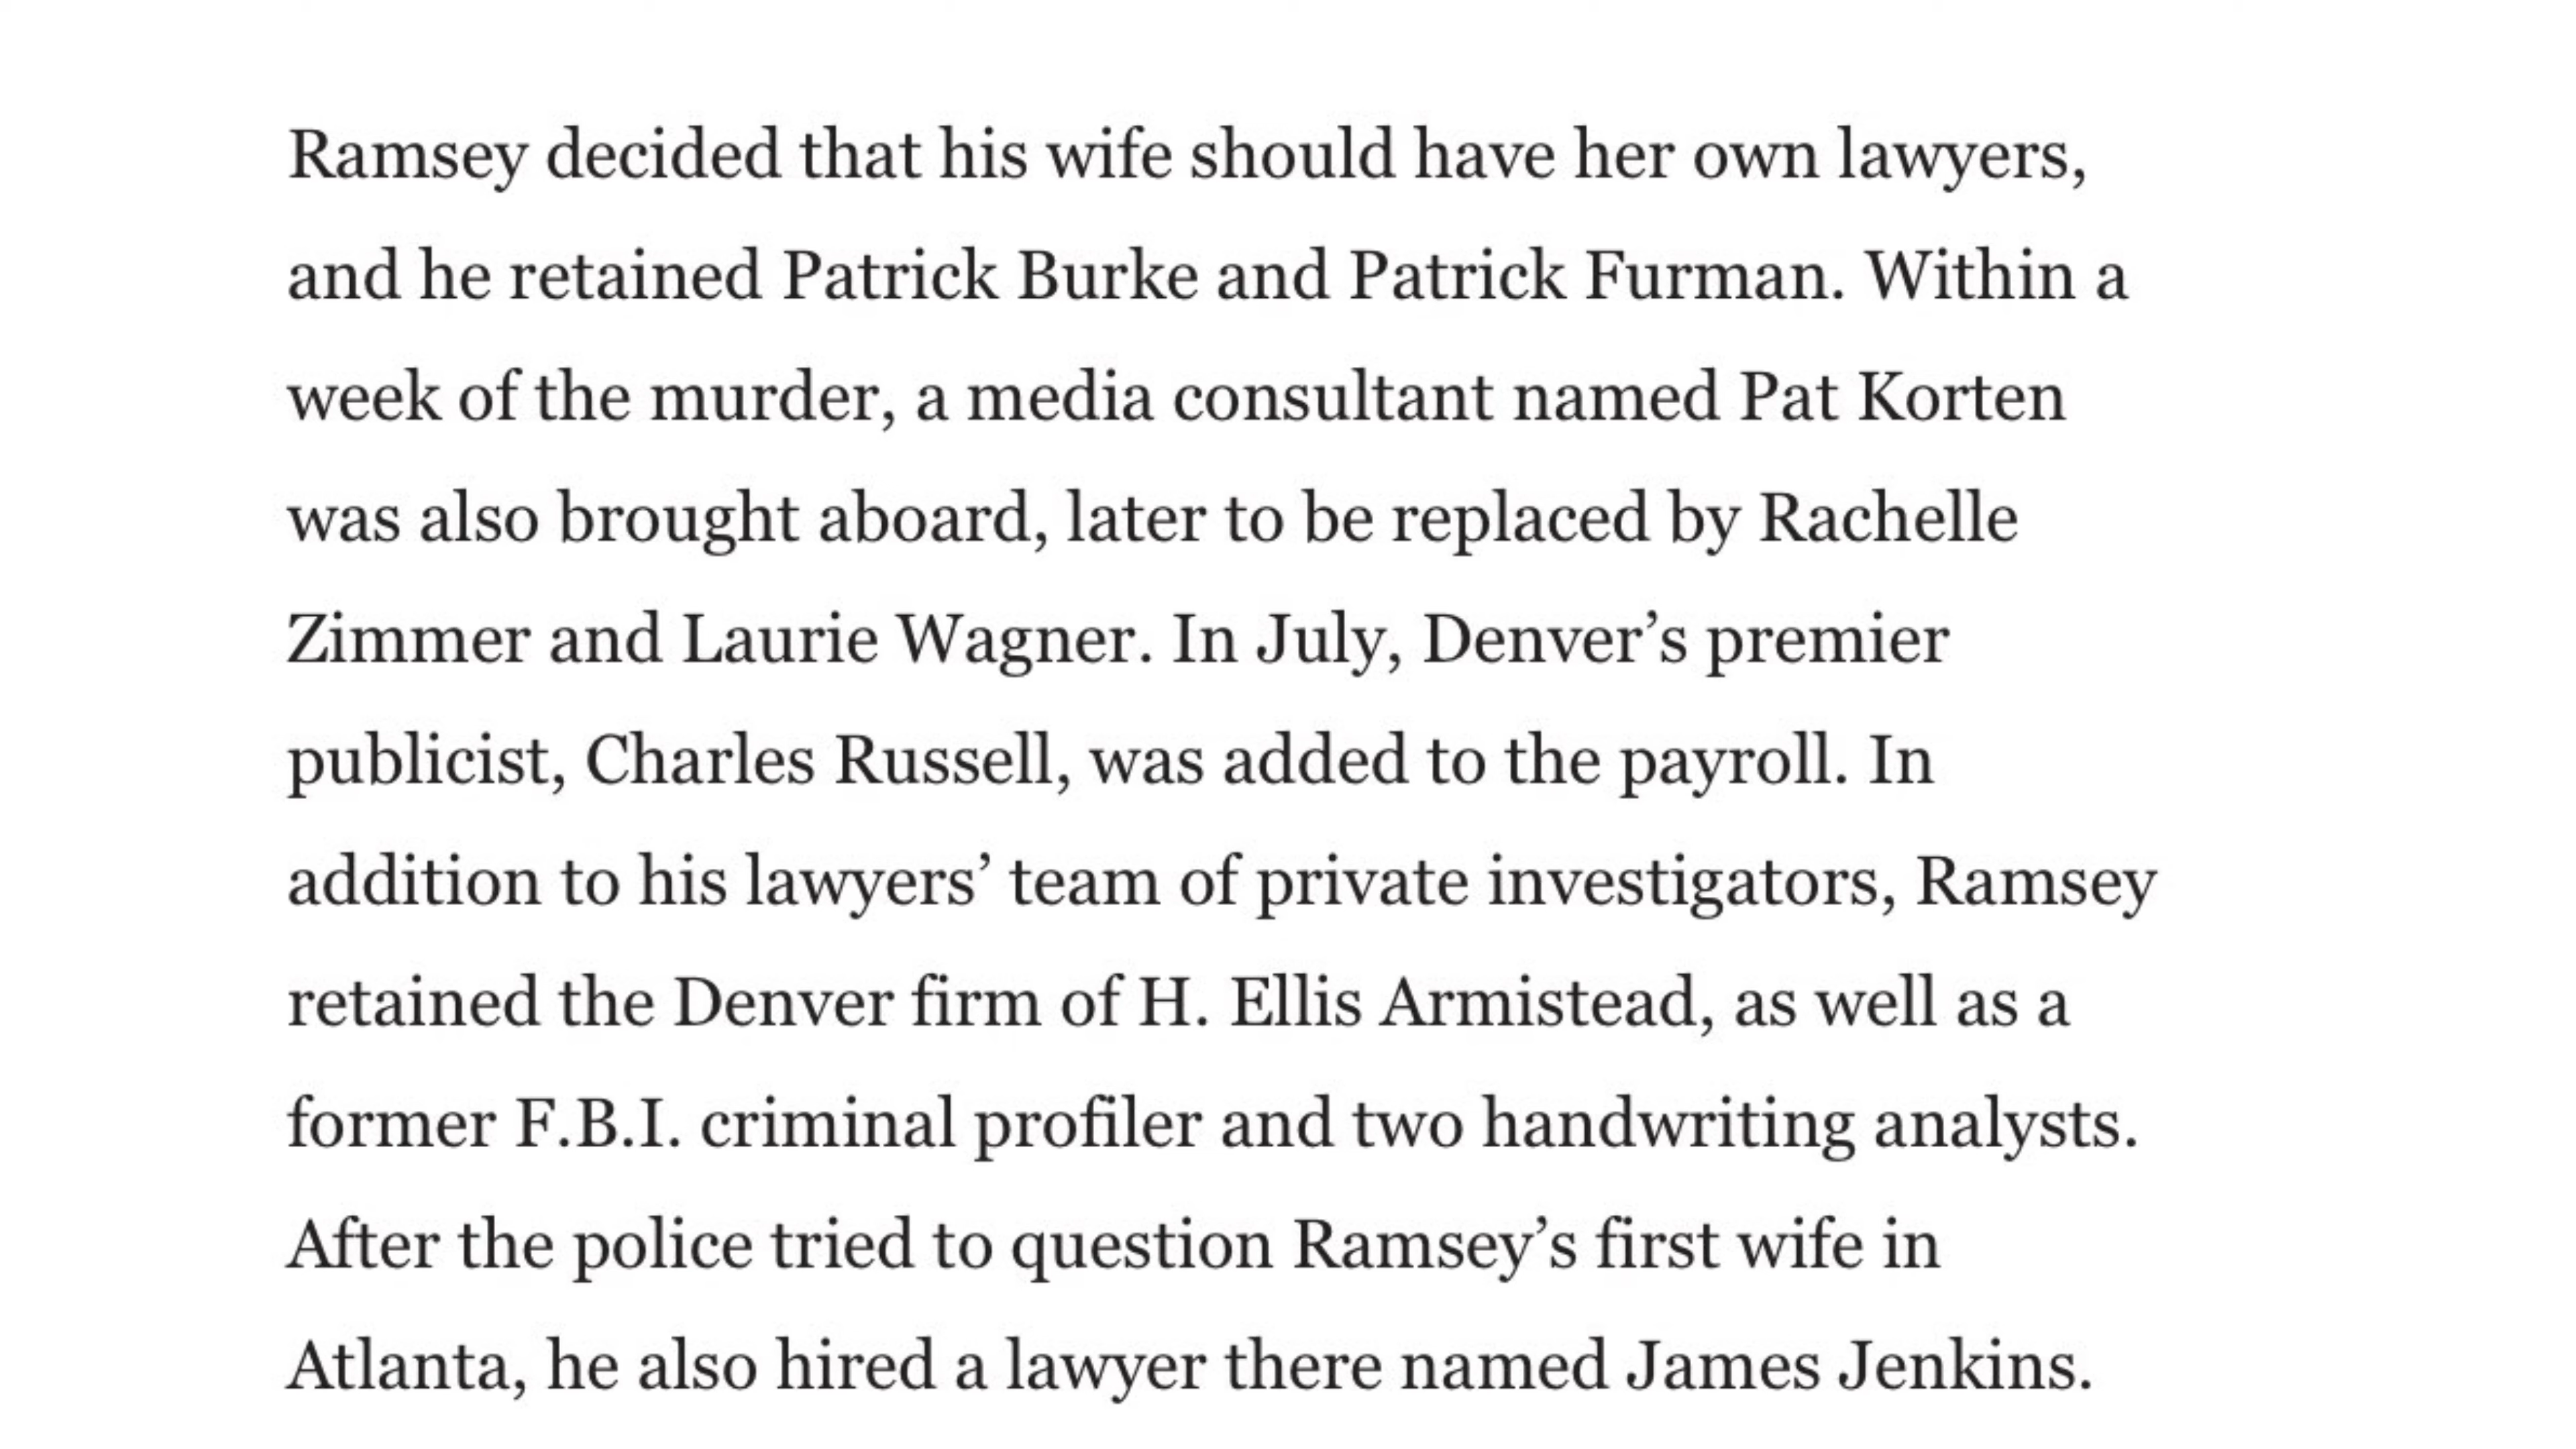 Ramsey decided that his wife should have her own lawyers,
and he retained Patrick Burke and Patrick Furman. Within a
week of the murder, a media consultant named Pat Korten
was also brought aboard, later to be replaced by Rachelle
Zimmer and Laurie Wagner. In July, Denver’s premier
publicist, Charles Russell, was added to the payroll. In
addition to his lawyers’ team of private investigators, Ramsey
retained the Denver firm of H. Ellis Armistead, as well as a
former F.B.I. criminal profiler and two handwriting analysts.
After the police tried to question Ramsey’s first wife in
Atlanta, he also hired a lawyer there named James Jenkins.